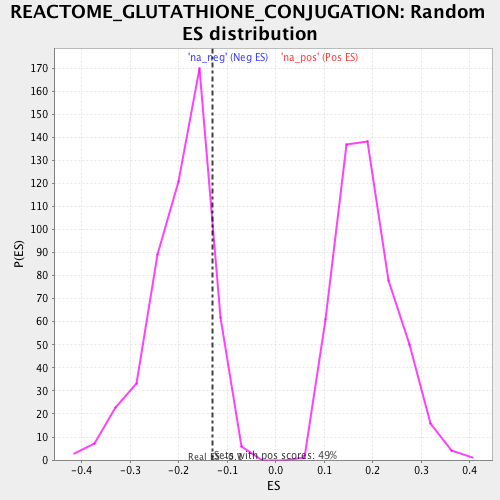 REACTOME_GLUTATHIONE_CONJUGATION: Random
ES distribution
'na_neg' (Neg ES) 'na_pos' (Pos ES)
170
160
150
140
130
120
110
100
90
80
70
60
50
40
30
20
10
0
P(ES)
Real ES Sets with pos scores: 49%
-0.4 -0.3 -0.2 -0.1 0.0 0.1 0.2 0.3 0.4
ES